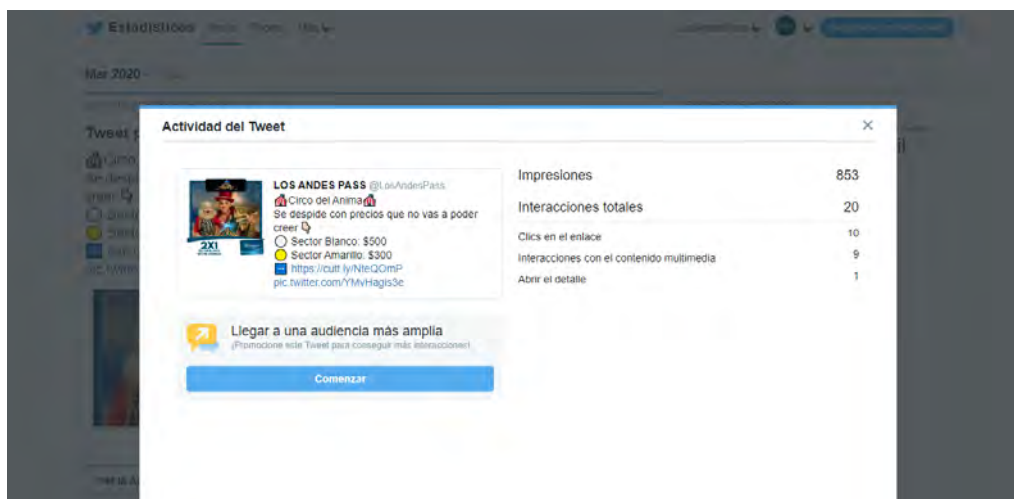 Estadísticas
Mar 2020
Actividad del Tweet
LOS ANDES PASS @LosAndesPass
🎪Circo del Anima🎪
Se despide con precios que no vas a poder
creer 👇
⚪ Sector Blanco: $500
🟡 Sector Amarillo: $300
➡️ https://cutt.ly/NteQOmP
pic.twitter.com/YMvHagis3e
2X1
Impresiones 853
Interacciones totales 20
Clics en el enlace 10
Interacciones con el contenido multimedia 9
Abrir el detalle 1
Llegar a una audiencia más amplia
¡Promocione este Tweet para conseguir más interacciones!
Comenzar